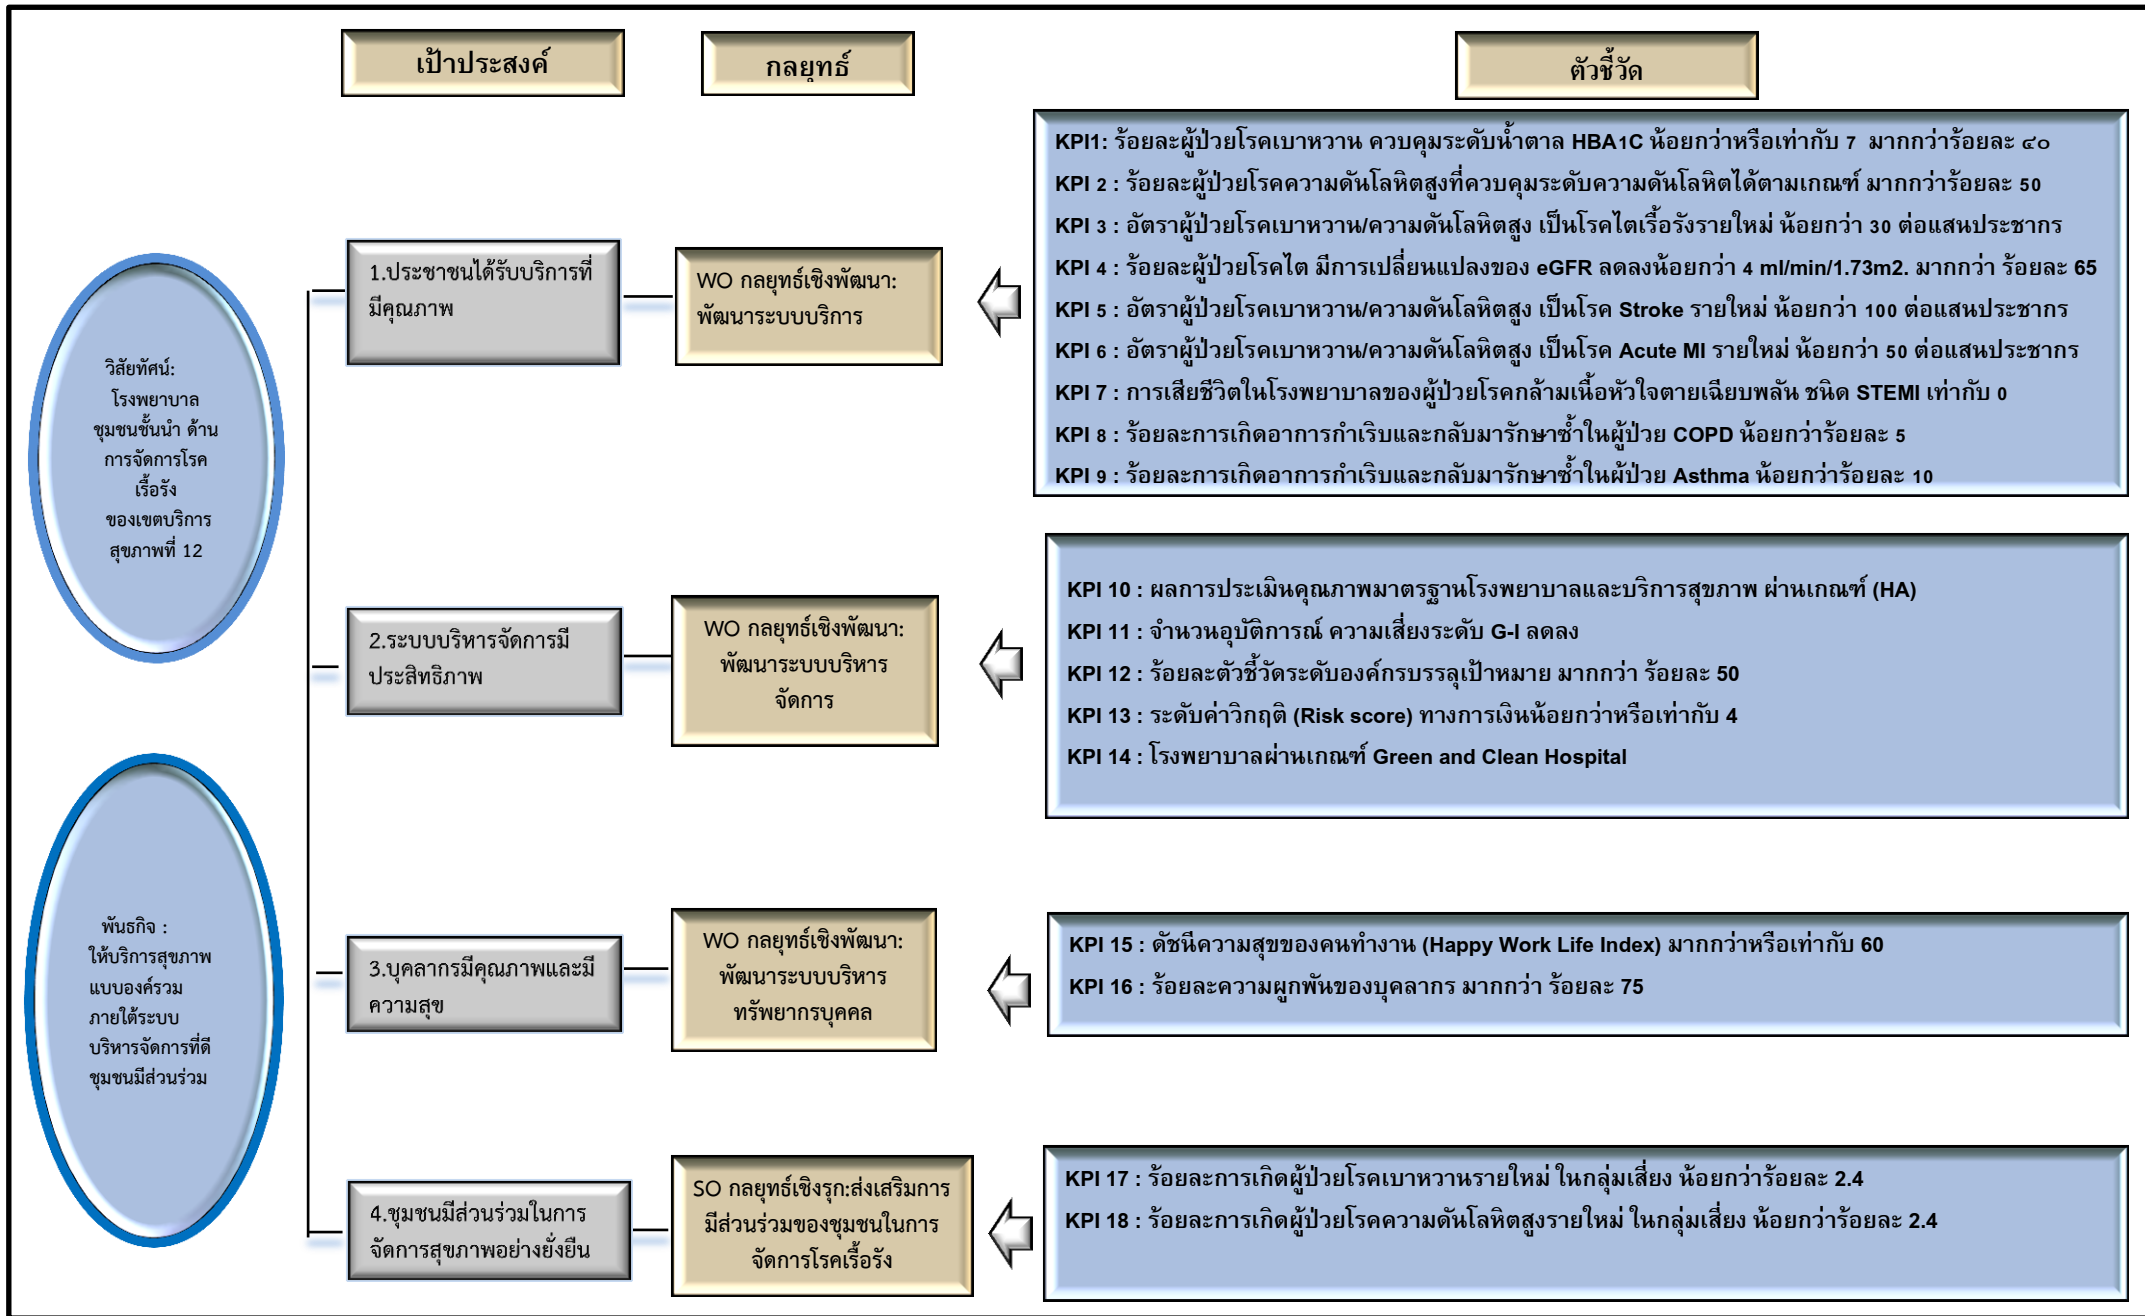 เป้าประสงค์
กลยุทธ์
ตัวชี้วัด
วิสัยทัศน์:
โรงพยาบาล
ชุมชนชั้นนำ ด้าน
การจัดการโรค
เรื้อรัง
ของเขตบริการ
สุขภาพที่ 12
พันธกิจ :
ให้บริการสุขภาพ
แบบองค์รวม
ภายใต้ระบบ
บริหารจัดการที่ดี
ชุมชนมีส่วนร่วม
1.ประชาชนได้รับบริการที่
มีคุณภาพ
WO กลยุทธ์เชิงพัฒนา:
พัฒนาระบบบริการ
KPI1: ร้อยละผู้ป่วยโรคเบาหวาน ควบคุมระดับน้ำตาล HBA1C น้อยกว่าหรือเท่ากับ 7 มากกว่าร้อยละ ๔๐
KPI 2 : ร้อยละผู้ป่วยโรคความดันโลหิตสูงที่ควบคุมระดับความดันโลหิตได้ตามเกณฑ์ มากกว่าร้อยละ 50
KPI 3 : อัตราผู้ป่วยโรคเบาหวาน/ความดันโลหิตสูง เป็นโรคไตเรื้อรังรายใหม่ น้อยกว่า 30 ต่อแสนประชากร
KPI 4 : ร้อยละผู้ป่วยโรคไต มีการเปลี่ยนแปลงของ eGFR ลดลงน้อยกว่า 4 ml/min/1.73m2. มากกว่า ร้อยละ 65
KPI 5 : อัตราผู้ป่วยโรคเบาหวาน/ความดันโลหิตสูง เป็นโรค Stroke รายใหม่ น้อยกว่า 100 ต่อแสนประชากร
KPI 6 : อัตราผู้ป่วยโรคเบาหวาน/ความดันโลหิตสูง เป็นโรค Acute MI รายใหม่ น้อยกว่า 50 ต่อแสนประชากร
KPI 7 : การเสียชีวิตในโรงพยาบาลของผู้ป่วยโรคกล้ามเนื้อหัวใจตายเฉียบพลัน ชนิด STEMI เท่ากับ 0
KPI 8 : ร้อยละการเกิดอาการกำเริบและกลับมารักษาซ้ำในผู้ป่วย COPD น้อยกว่าร้อยละ 5
KPI 9 : ร้อยละการเกิดอาการกำเริบและกลับมารักษาซ้ำในผู้ป่วย Asthma น้อยกว่าร้อยละ 10
2.ระบบบริหารจัดการมี
ประสิทธิภาพ
WO กลยุทธ์เชิงพัฒนา:
พัฒนาระบบบริหาร
จัดการ
KPI 10 : ผลการประเมินคุณภาพมาตรฐานโรงพยาบาลและบริการสุขภาพ ผ่านเกณฑ์ (HA)
KPI 11 : จำนวนอุบัติการณ์ ความเสี่ยงระดับ G-I ลดลง
KPI 12 : ร้อยละตัวชี้วัดระดับองค์กรบรรลุเป้าหมาย มากกว่า ร้อยละ 50
KPI 13 : ระดับค่าวิกฤติ (Risk score) ทางการเงินน้อยกว่าหรือเท่ากับ 4
KPI 14 : โรงพยาบาลผ่านเกณฑ์ Green and Clean Hospital
3.บุคลากรมีคุณภาพและมี
ความสุข
WO กลยุทธ์เชิงพัฒนา:
พัฒนาระบบบริหาร
ทรัพยากรบุคคล
KPI 15 : ดัชนีความสุขของคนทำงาน (Happy Work Life Index) มากกว่าหรือเท่ากับ 60
KPI 16 : ร้อยละความผูกพันของบุคลากร มากกว่า ร้อยละ 75
4.ชุมชนมีส่วนร่วมในการ
จัดการสุขภาพอย่างยั่งยืน
SO กลยุทธ์เชิงรุก:ส่งเสริมการ
มีส่วนร่วมของชุมชนในการ
จัดการโรคเรื้อรัง
KPI 17 : ร้อยละการเกิดผู้ป่วยโรคเบาหวานรายใหม่ ในกลุ่มเสี่ยง น้อยกว่าร้อยละ 2.4
KPI 18 : ร้อยละการเกิดผู้ป่วยโรคความดันโลหิตสูงรายใหม่ ในกลุ่มเสี่ยง น้อยกว่าร้อยละ 2.4